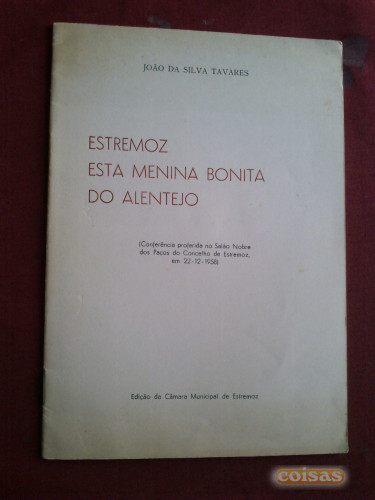 JOÃO DA SILVA TAVARES
ESTREMOZ
ESTA MENINA BONITA
DO ALENTEJO
(Conferência proferida no Salão Nobre
dos Paços do Concelho de Estremoz,
em 22-12-1958)
Edição da Câmara Municipal de Estremoz
coisas